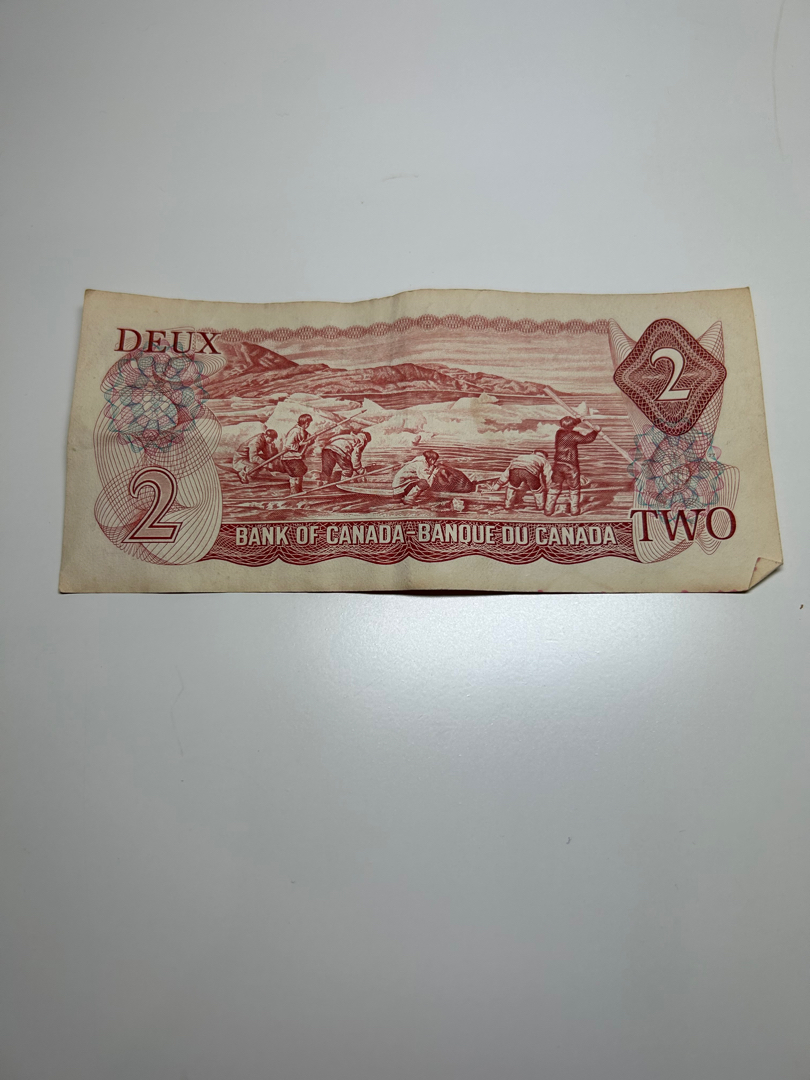 DEUX
2
2
BANK OF CANADA-BANQUE DU CANADA
TWO